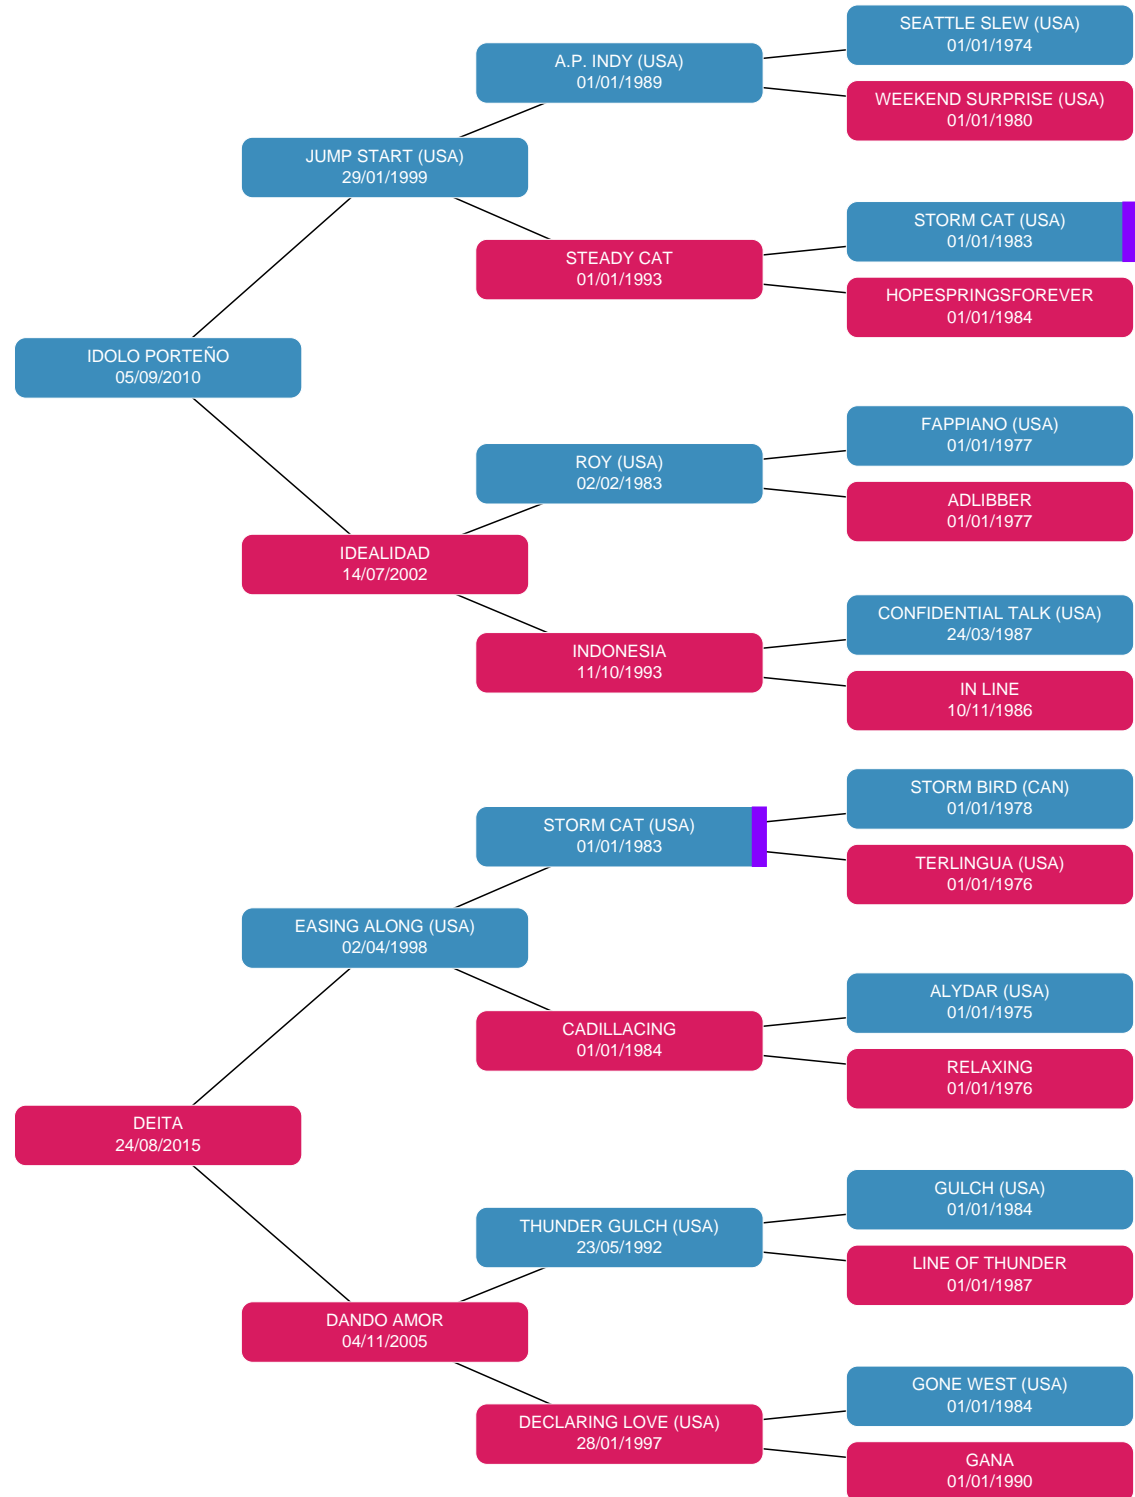 SEATTLE SLEW (USA)
01/01/1974
A.P. INDY (USA)
01/01/1989
WEEKEND SURPRISE (USA)
01/01/1980
JUMP START (USA)
29/01/1999
STORM CAT (USA)
01/01/1983
STEADY CAT
01/01/1993
HOPESPRINGSFOREVER
01/01/1984
IDOLO PORTEÑO
05/09/2010
FAPPIANO (USA)
01/01/1977
ROY (USA)
02/02/1983
ADLIBBER
01/01/1977
IDEALIDAD
14/07/2002
CONFIDENTIAL TALK (USA)
24/03/1987
INDONESIA
11/10/1993
IN LINE
10/11/1986
STORM BIRD (CAN)
01/01/1978
STORM CAT (USA)
01/01/1983
TERLINGUA (USA)
01/01/1976
EASING ALONG (USA)
02/04/1998
ALYDAR (USA)
01/01/1975
CADILLACING
01/01/1984
RELAXING
01/01/1976
DEITA
24/08/2015
GULCH (USA)
01/01/1984
THUNDER GULCH (USA)
23/05/1992
LINE OF THUNDER
01/01/1987
DANDO AMOR
04/11/2005
GONE WEST (USA)
01/01/1984
DECLARING LOVE (USA)
28/01/1997
GANA
01/01/1990